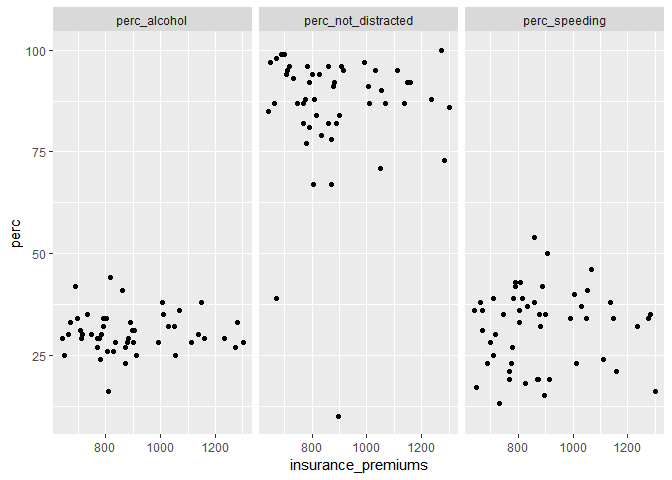 perc_alcohol perc_not_distracted perc_speeding
100
75
perc
50
25
800 1000 1200 800 1000 1200 800 1000 1200
insurance_premiums